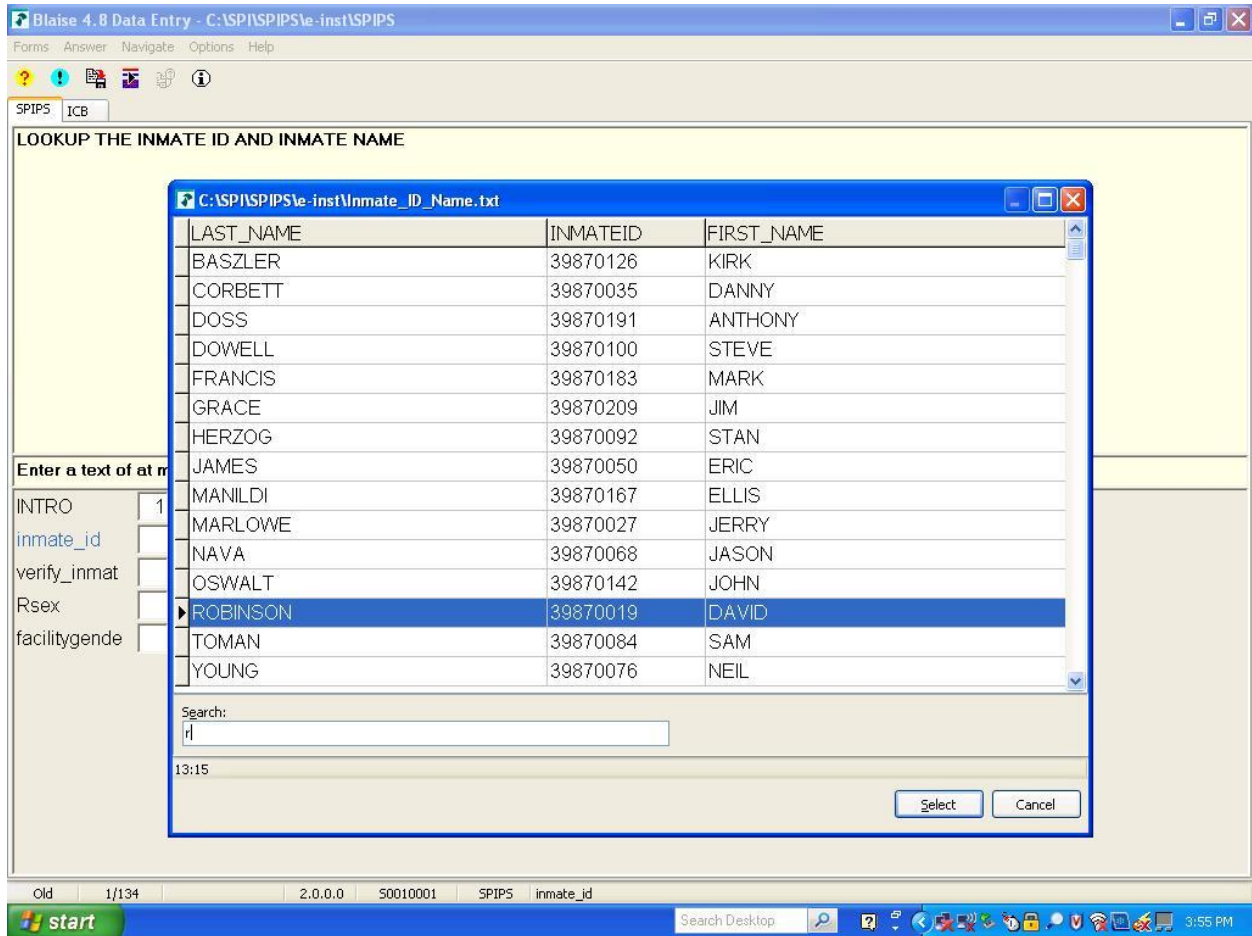 Blaise 4.8 Data Entry - C:\SPI\SPIPS\e-inst\SPIPS
Forms Answer Navigate Options Help
SPIPS ICB
LOOKUP THE INMATE ID AND INMATE NAME
C:\SPI\SPIPS\e-inst\Inmate_ID_Name.txt
LAST_NAME INMATEID FIRST_NAME
BASZLER 39870126 KIRK
CORBETT 39870035 DANNY
DOSS 39870191 ANTHONY
DOWELL 39870100 STEVE
FRANCIS 39870183 MARK
GRACE 39870209 JIM
HERZOG 39870092 STAN
JAMES 39870050 ERIC
MANILDI 39870167 ELLIS
MARLOWE 39870027 JERRY
NAVA 39870068 JASON
OSWALT 39870142 JOHN
ROBINSON 39870019 DAVID
TOMAN 39870084 SAM
YOUNG 39870076 NEIL
Search:
r
13:15
Select Cancel
Enter a text of at m
INTRO 1
inmate_id
verify_inmat
Rsex
facilitygende
Old 1/134 2.0.0.0 S0010001 SPIPS inmate_id
start Search Desktop 3:55 PM